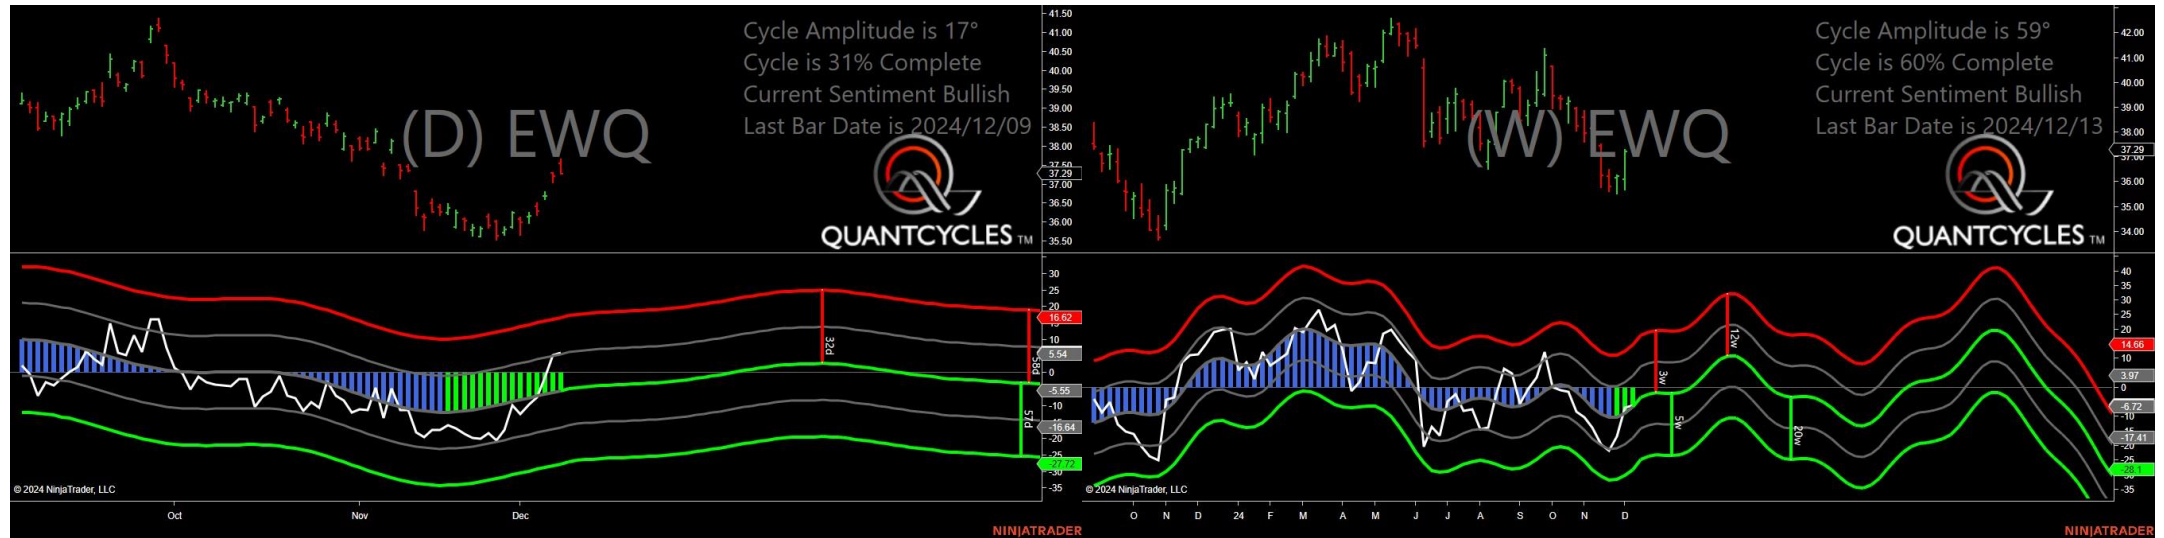 Cycle Amplitude is 17°
Cycle is 31% Complete
Current Sentiment Bullish
Last Bar Date is 2024/12/09
(D) EWQ
QUANTCYCLES TM
41.50
41.00
40.50
40.00
39.50
39.00
38.50
38.00
37.50
37.29
37.00
36.50
36.00
35.50
30
25
20
16.62
10
5.54
0
-5.55
-10
-16.64
-20
-27.72
-30
-35
32d
58d
57d
© 2024 NinjaTrader, LLC
Oct Nov Dec
NINJATRADER
Cycle Amplitude is 59°
Cycle is 60% Complete
Current Sentiment Bullish
Last Bar Date is 2024/12/13
(W) EWQ
QUANTCYCLES TM
42.00
41.00
40.00
39.00
38.00
37.29
37.00
36.00
35.00
34.00
40
35
30
25
20
14.66
10
3.97
0
-6.72
-10
-17.41
-20
-25
-28.1
-35
3w
12w
5w
20w
© 2024 NinjaTrader, LLC
O N D 24 F M A M J J A S O N D
NINJATRADER